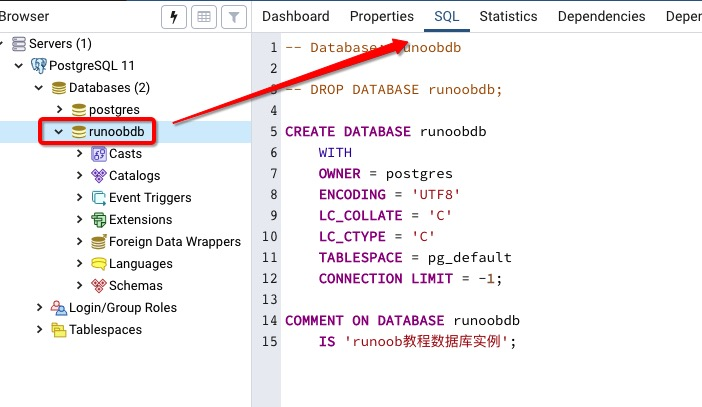 Browser
Dashboard Properties SQL Statistics Dependencies Deper
Servers (1)
PostgreSQL 11
Databases (2)
postgres
runoobdb
Casts
Catalogs
Event Triggers
Extensions
Foreign Data Wrappers
Languages
Schemas
Login/Group Roles
Tablespaces
1 -- Database: runoobdb
2
3 -- DROP DATABASE runoobdb;
4
5 CREATE DATABASE runoobdb
6 WITH
7 OWNER = postgres
8 ENCODING = 'UTF8'
9 LC_COLLATE = 'C'
10 LC_CTYPE = 'C'
11 TABLESPACE = pg_default
12 CONNECTION LIMIT = -1;
13
14 COMMENT ON DATABASE runoobdb
15 IS 'runoob教程数据库实例';